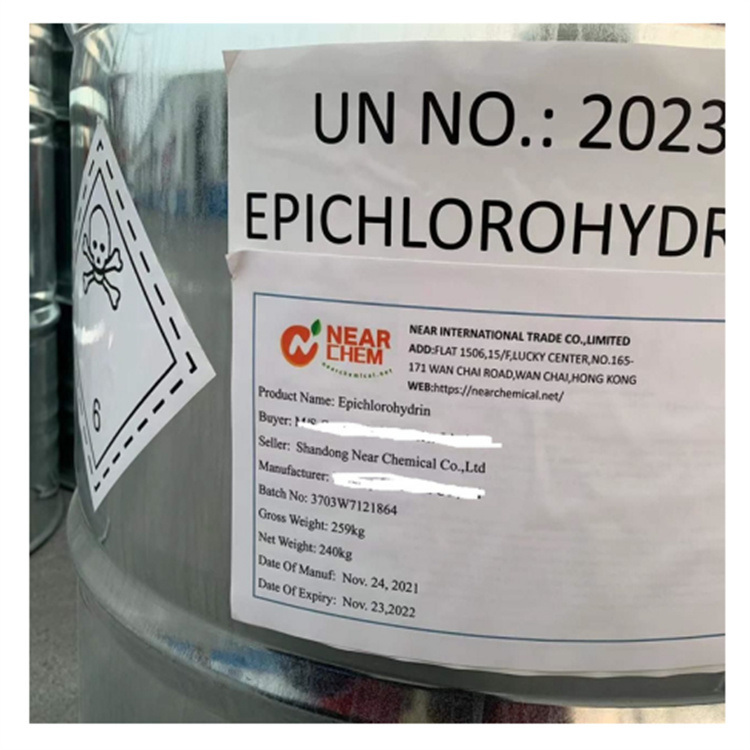 UN NO.: 2023
EPICHLOROHYDR
NEAR
CHEM
nearchemical.net
NEAR INTERNATIONAL TRADE CO.,LIMITED
ADD:FLAT 1506,15/F,LUCKY CENTER,NO.165-
171 WAN CHAI ROAD,WAN CHAI,HONG KONG
WEB:https://nearchemical.net/
Product Name: Epichlorohydrin
Buyer:
Seller: Shandong Near Chemical Co.,Ltd
Manufacturer:
Batch No: 3703W7121864
Gross Weight: 259kg
Net Weight: 240kg
Date Of Manuf: Nov. 24, 2021
Date Of Expiry: Nov. 23,2022
6